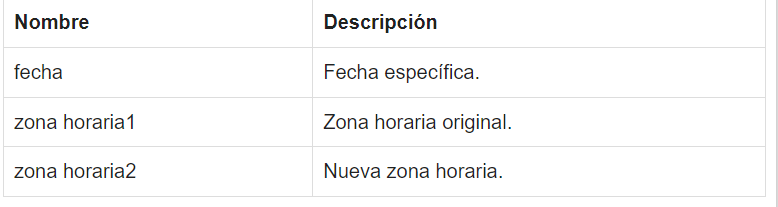 Nombre Descripción
fecha Fecha específica.
zona horaria1 Zona horaria original.
zona horaria2 Nueva zona horaria.